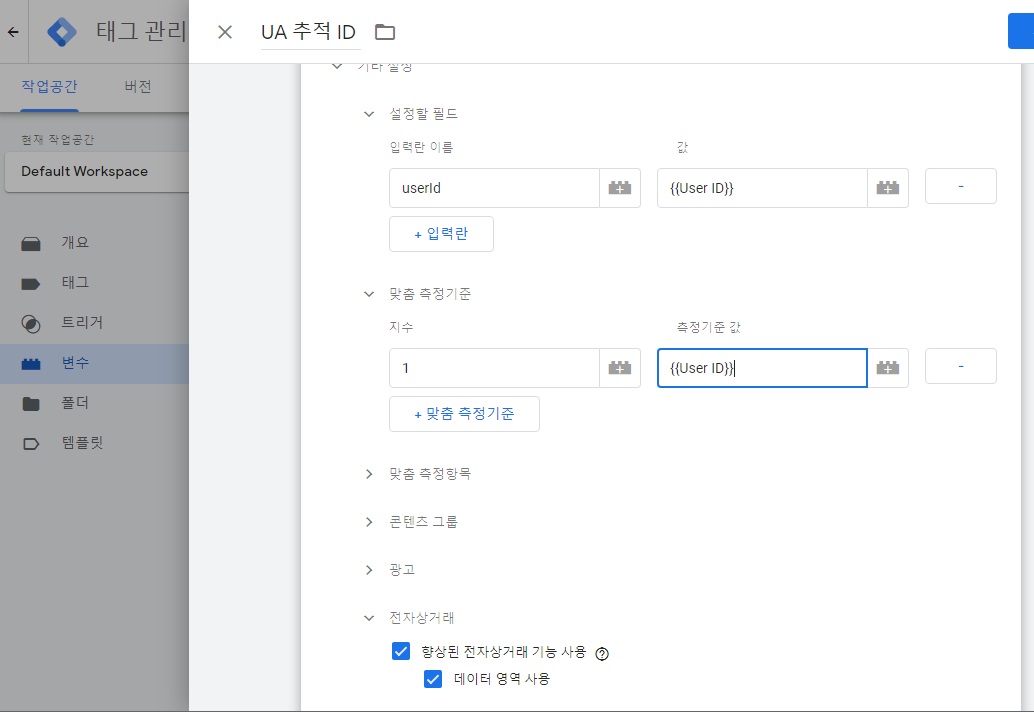 태그 관리
UA 추적 ID
작업공간
버전
현재 작업공간
Default Workspace
개요
태그
트리거
변수
폴더
템플릿
기타 설정
설정할 필드
입력란 이름
값
userId
{{User ID}}
-
+ 입력란
맞춤 측정기준
지수
측정기준 값
1
{{User ID}}
-
+ 맞춤 측정기준
맞춤 측정항목
콘텐츠 그룹
광고
전자상거래
향상된 전자상거래 기능 사용
데이터 영역 사용